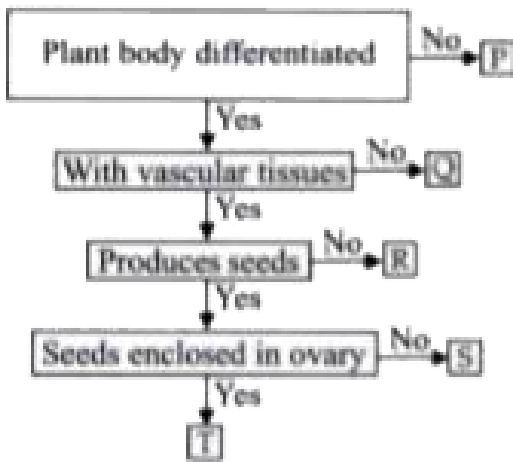 Plant body differentiated
No
P
Yes
With vascular tissues
No
Q
Yes
Produces seeds
No
R
Yes
Seeds enclosed in ovary
No
S
Yes
T